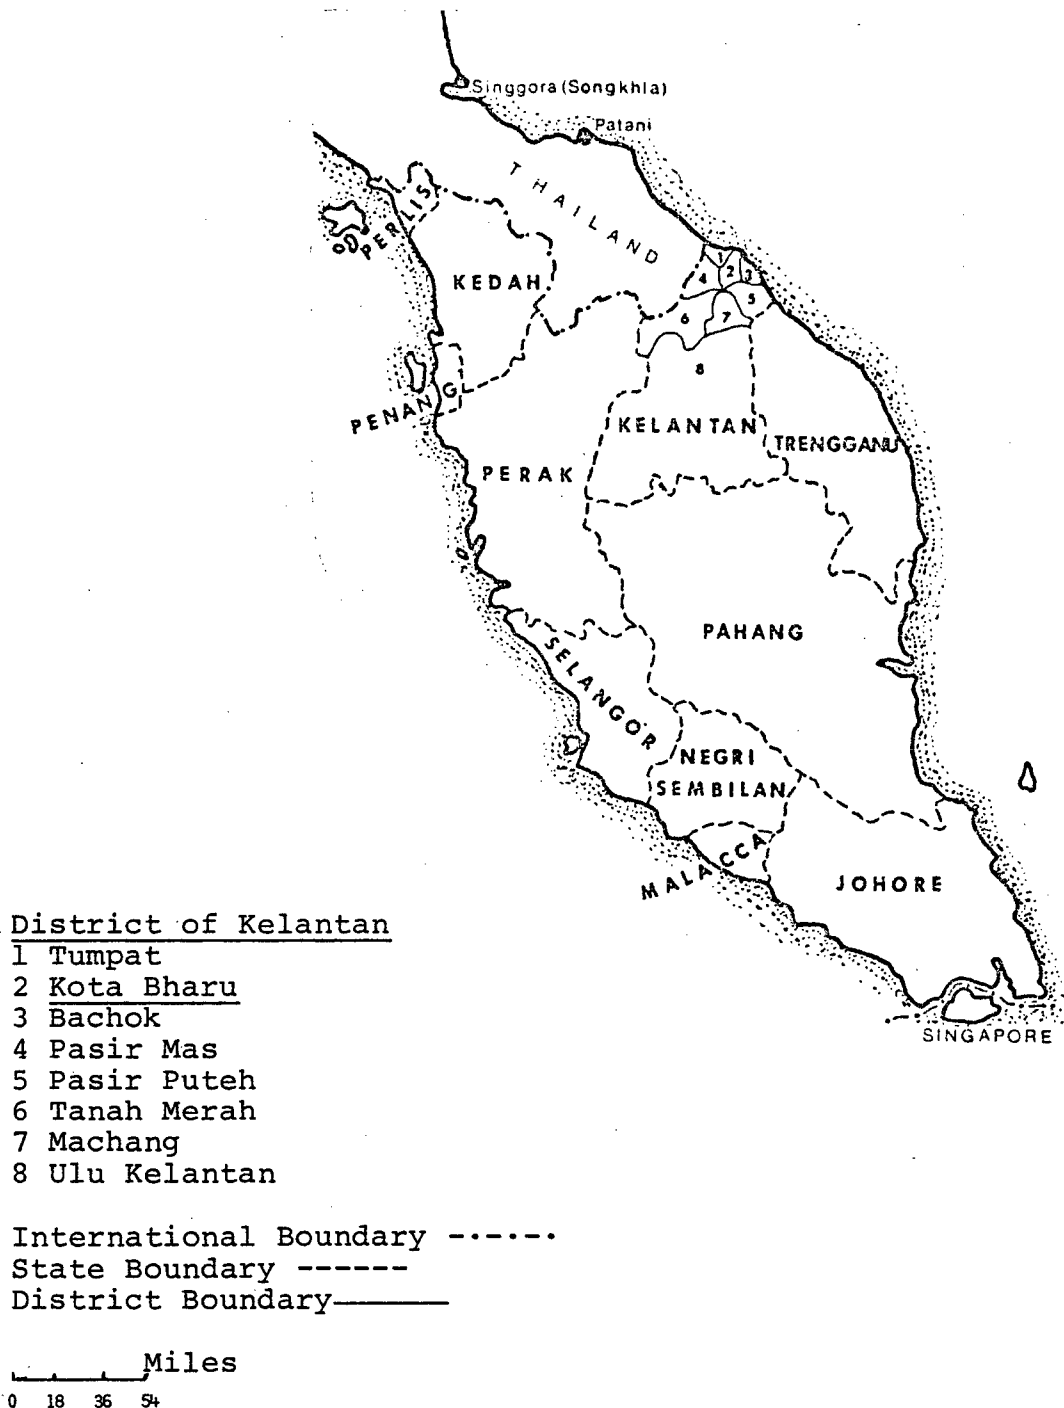 Singgora (Songkhla)
Patani
THAILAND
PERLIS
KEDAH
1
2
3
4
5
6
7
8
PENANG
KELANTAN
TRENGGANU
PERAK
PAHANG
SELANGOR
NEGRI
SEMBILAN
MALACCA
JOHORE
SINGAPORE
District of Kelantan
1 Tumpat
2 Kota Bharu
3 Bachok
4 Pasir Mas
5 Pasir Puteh
6 Tanah Merah
7 Machang
8 Ulu Kelantan
International Boundary
State Boundary
District Boundary
Miles
0 18 36 54